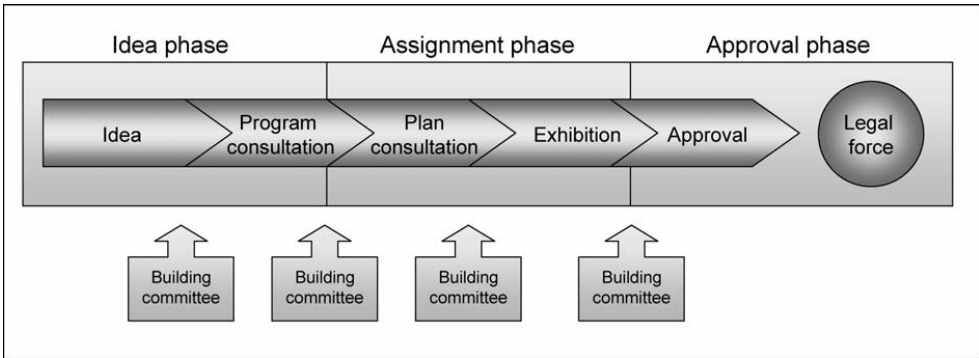 Idea phase
Assignment phase
Approval phase
Idea
Program
consultation
Plan
consultation
Exhibition
Approval
Legal
force
Building
committee
Building
committee
Building
committee
Building
committee